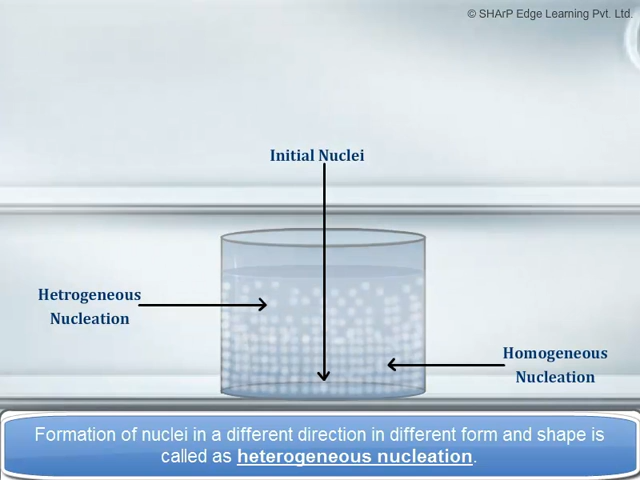 © SHArP Edge Learning Pvt. Ltd.
Initial Nuclei
Hetrogeneous
Nucleation
Homogeneous
Nucleation
Formation of nuclei in a different direction in different form and shape is
called as heterogeneous nucleation.